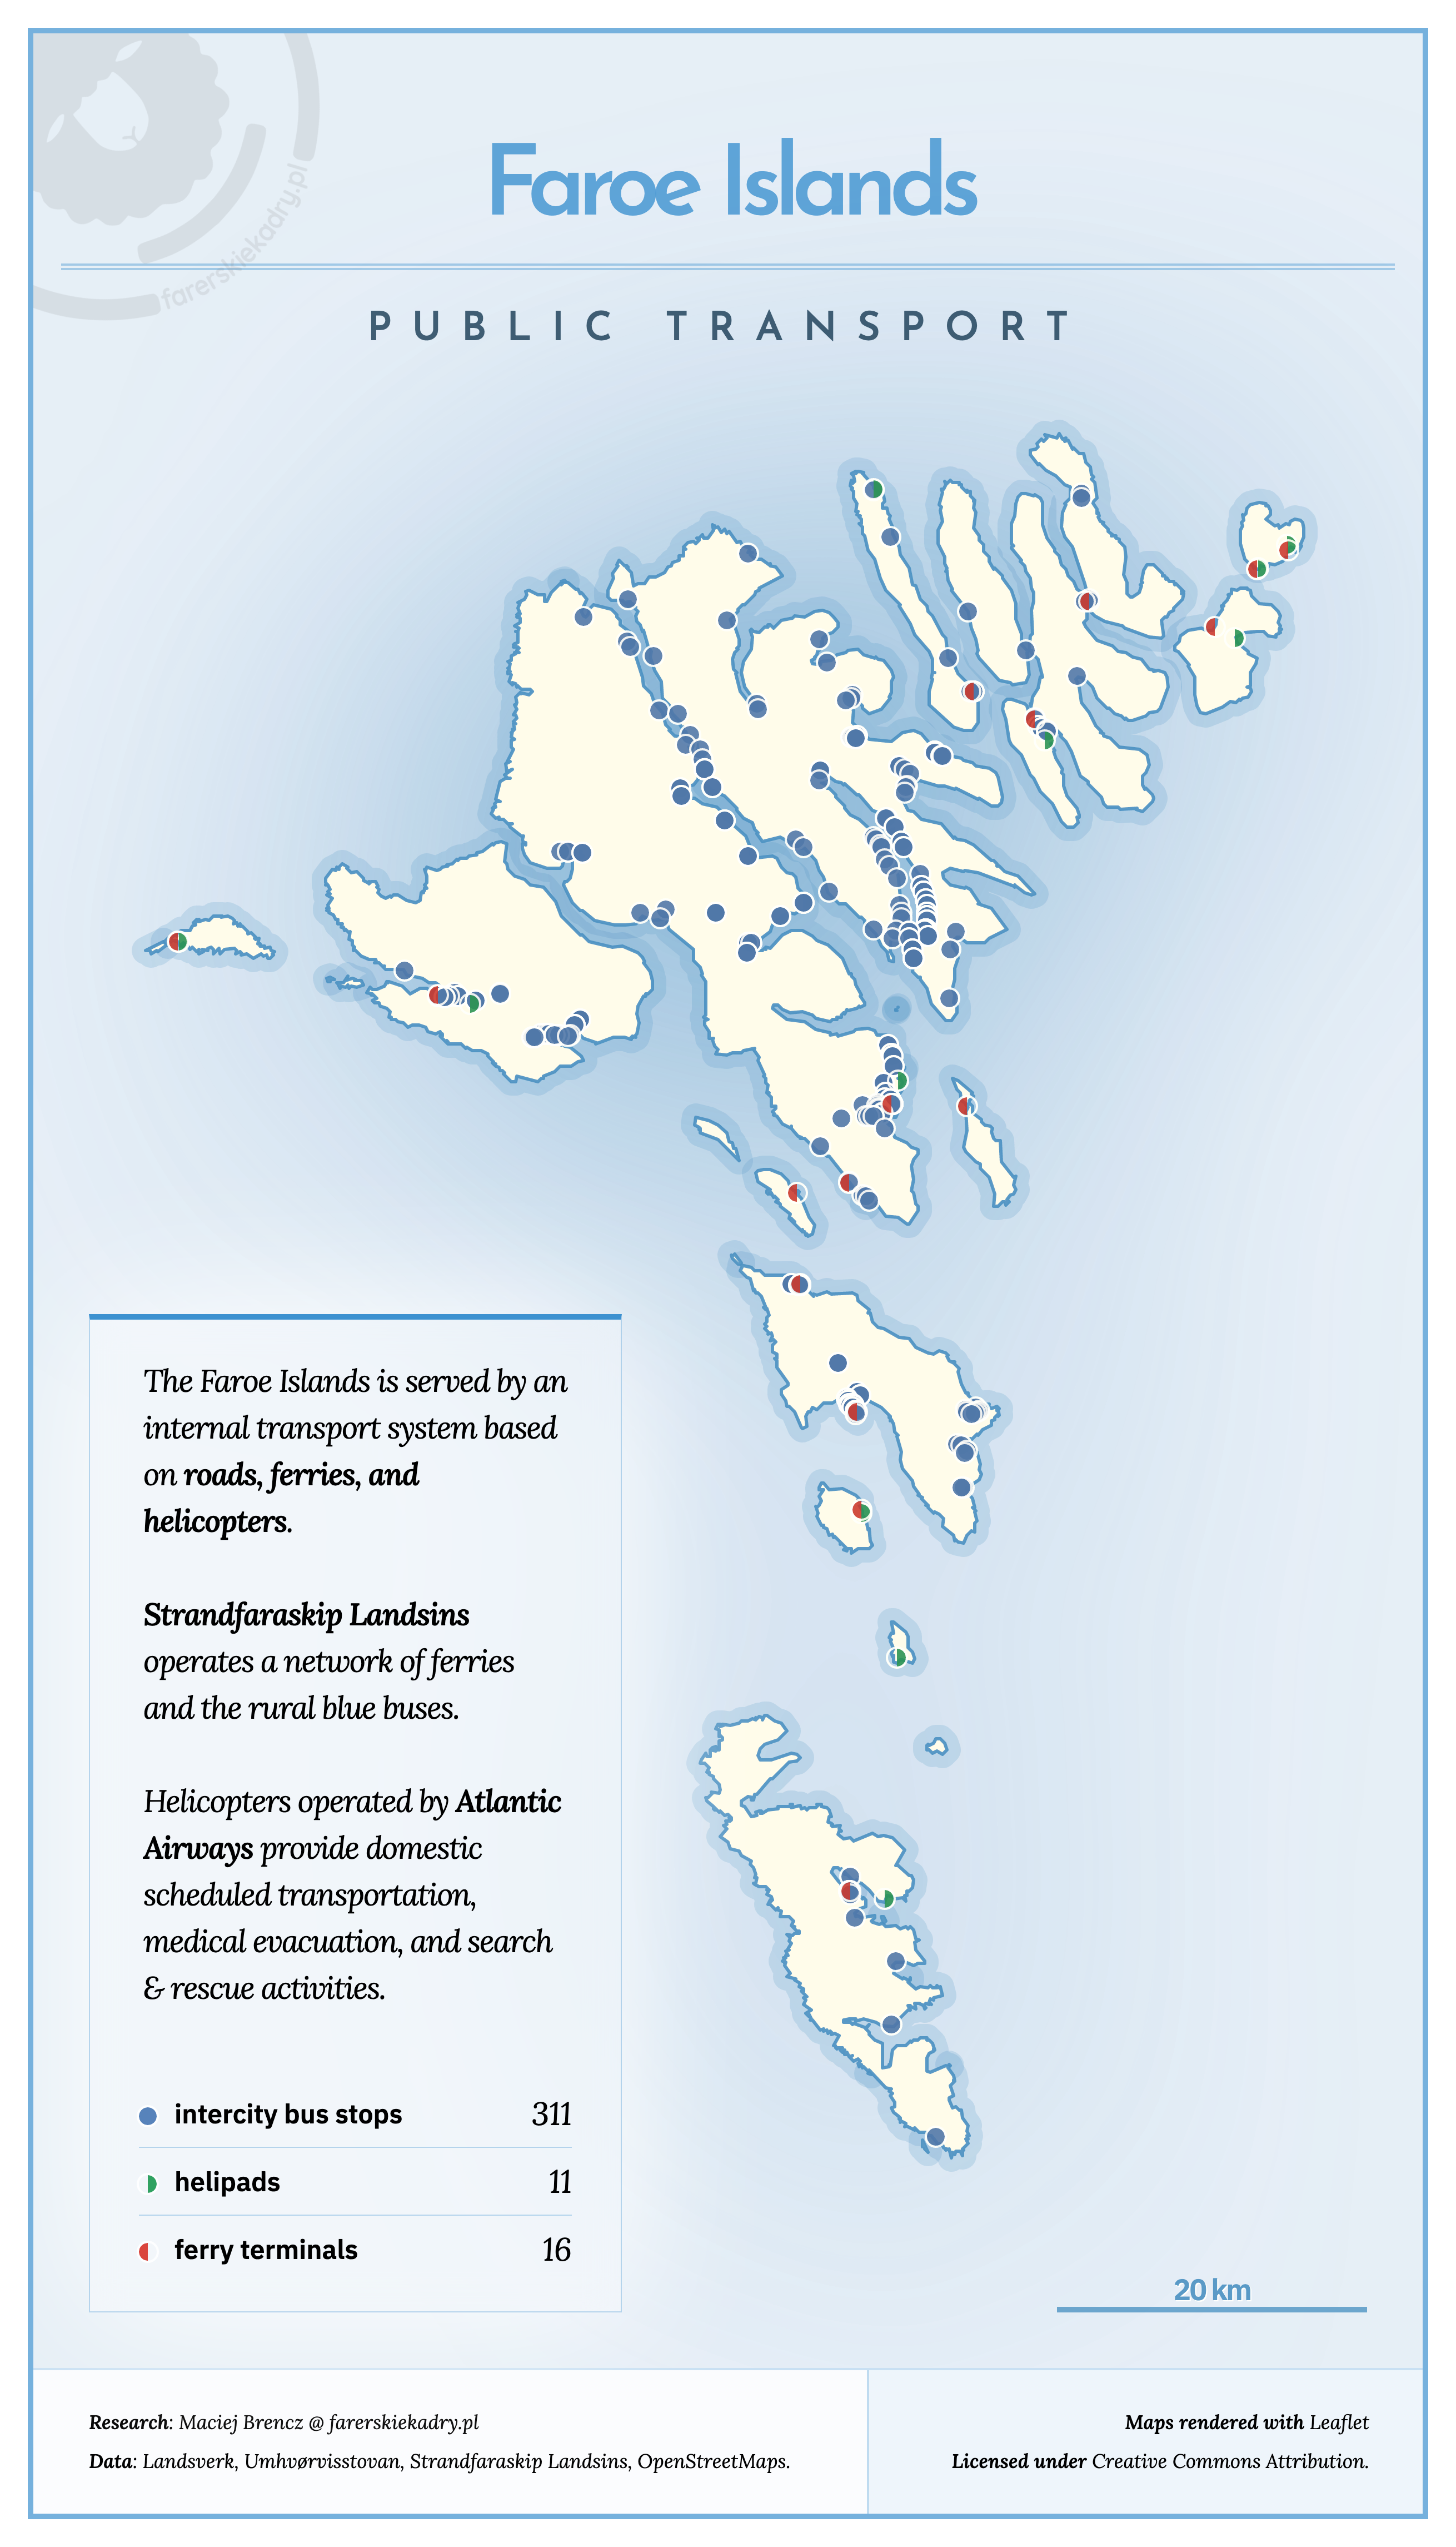 farerskiekadry.pl
Faroe Islands
PUBLIC TRANSPORT
The Faroe Islands is served by an
internal transport system based
on roads, ferries, and
helicopters.
Strandfaraskip Landsins
operates a network of ferries
and the rural blue buses.
Helicopters operated by Atlantic
Airways provide domestic
scheduled transportation,
medical evacuation, and search
& rescue activities.
intercity bus stops 311
helipads 11
ferry terminals 16
20 km
Research: Maciej Brencz @ farerskiekadry.pl
Data: Landsverk, Umhvørvisstovan, Strandfaraskip Landsins, OpenStreetMaps.
Maps rendered with Leaflet
Licensed under Creative Commons Attribution.